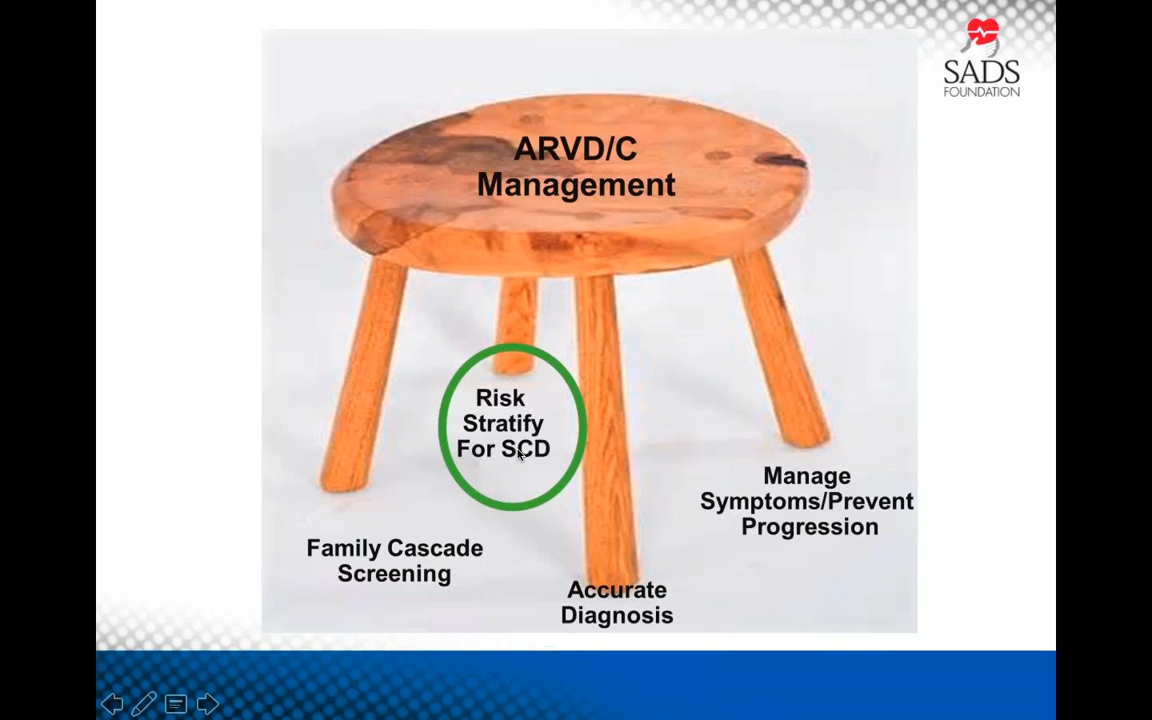 SADS
FOUNDATION
ARVD/C
Management
Risk
Stratify
For SCD
Manage
Symptoms/Prevent
Progression
Family Cascade
Screening
Accurate
Diagnosis